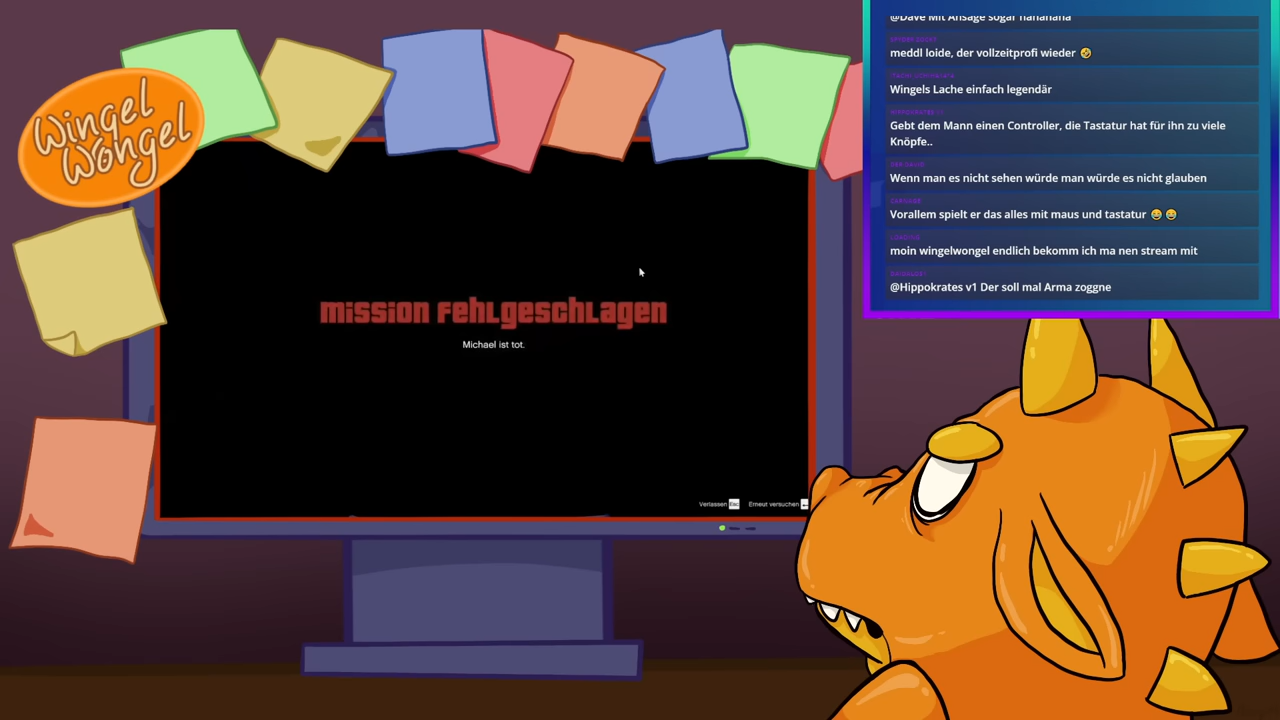 Wingel
Wongel
mission fehlgeschlagen
Michael ist tot.
Verlassen Esc Erneut versuchen
@Dave Mit Ansage sogar hahahaha
meddl loide, der vollzeitprofi wieder 🤣
Wingels Lache einfach legendär
Gebt dem Mann einen Controller, die Tastatur hat für ihn zu viele
Knöpfe..
Wenn man es nicht sehen würde man würde es nicht glauben
Vorallem spielt er das alles mit maus und tastatur 😂 😂
moin wingelwongel endlich bekomm ich ma nen stream mit
@Hippokrates v1 Der soll mal Arma zoggne